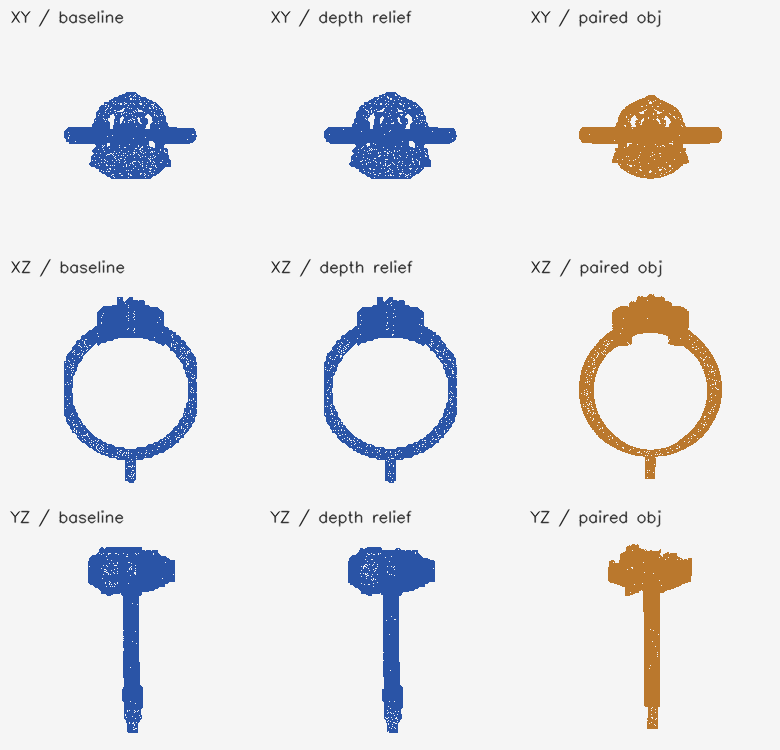 XY / baseline
XY / depth relief
XY / paired obj
XZ / baseline
XZ / depth relief
XZ / paired obj
YZ / baseline
YZ / depth relief
YZ / paired obj